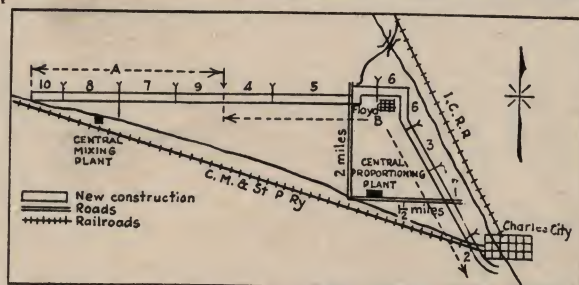 A
10 8 7 9 4 5 6
Floyd
B
6
I.C.R.R.
CENTRAL
MIXING
PLANT
2 miles
CENTRAL
PROPORTIONING
PLANT
3
C.M. & St P Ry
1
1½ miles
New construction
Roads
Railroads
Charles City
2